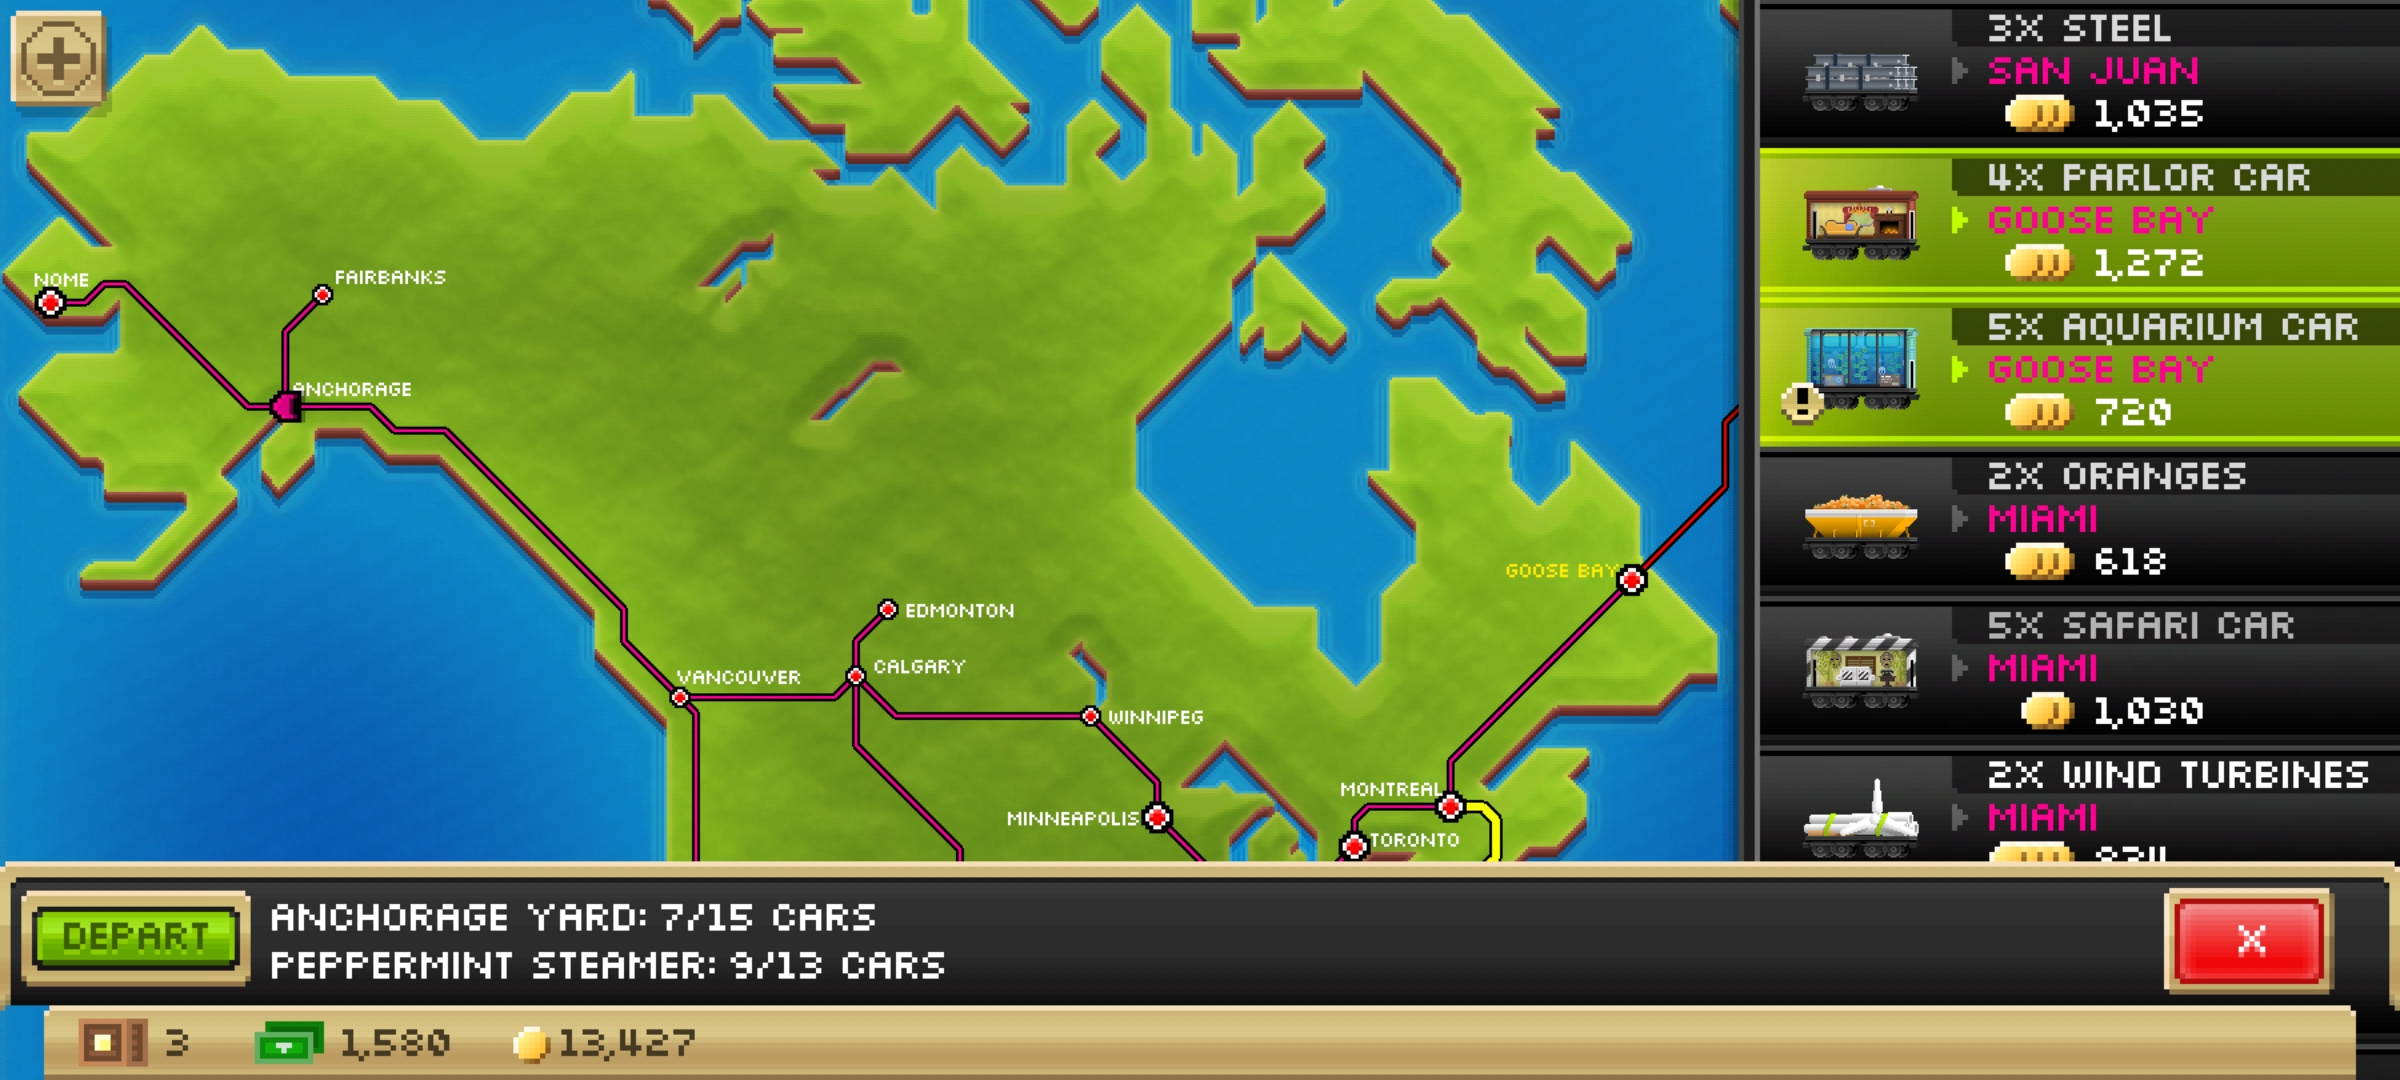 NOME
FAIRBANKS
ANCHORAGE
EDMONTON
VANCOUVER
CALGARY
WINNIPEG
MINNEAPOLIS
GOOSE BAY
MONTREAL
TORONTO
3X STEEL
SAN JUAN
1,035
4X PARLOR CAR
GOOSE BAY
1,272
5X AQUARIUM CAR
GOOSE BAY
720
2X ORANGES
MIAMI
618
5X SAFARI CAR
MIAMI
1,030
2X WIND TURBINES
MIAMI
DEPART
ANCHORAGE YARD: 7/15 CARS
PEPPERMINT STEAMER: 9/13 CARS
X
3
1,580
13,427